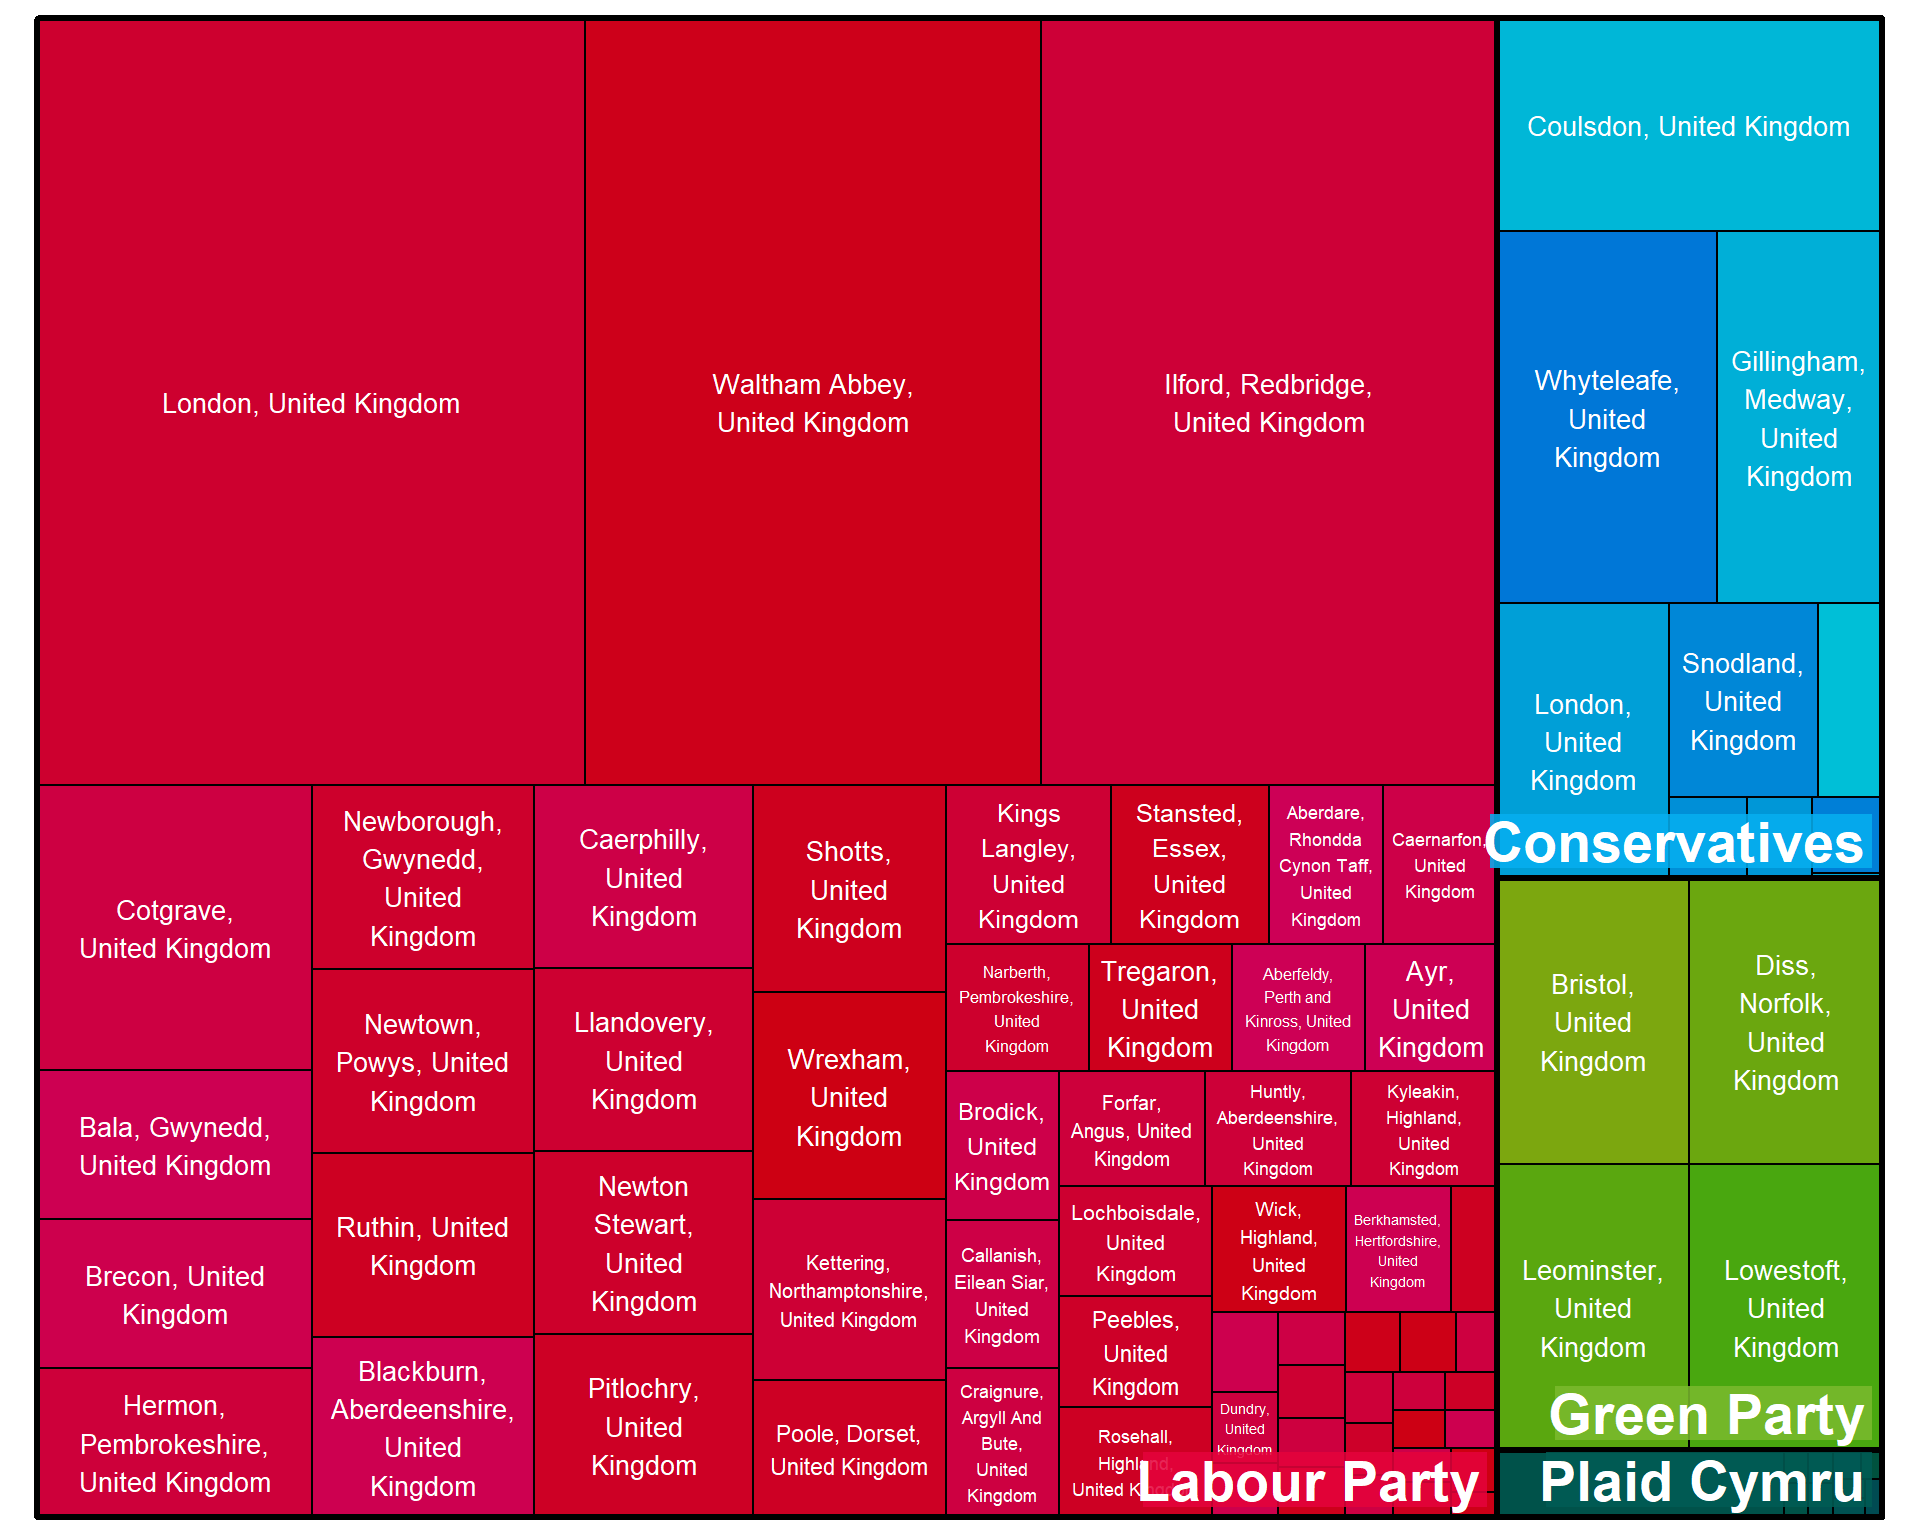 London, United Kingdom
Waltham Abbey,
United Kingdom
Ilford, Redbridge,
United Kingdom
Cotgrave,
United Kingdom
Bala, Gwynedd,
United Kingdom
Brecon, United
Kingdom
Hermon,
Pembrokeshire,
United Kingdom
Newborough,
Gwynedd,
United
Kingdom
Newtown,
Powys, United
Kingdom
Ruthin, United
Kingdom
Blackburn,
Aberdeenshire,
United
Kingdom
Caerphilly,
United
Kingdom
Llandovery,
United
Kingdom
Newton
Stewart,
United
Kingdom
Pitlochry,
United
Kingdom
Shotts,
United
Kingdom
Wrexham,
United
Kingdom
Kettering,
Northamptonshire,
United Kingdom
Poole, Dorset,
United Kingdom
Kings
Langley,
United
Kingdom
Stansted,
Essex,
United
Kingdom
Aberdare,
Rhondda
Cynon Taff,
United
Kingdom
Caernarfon,
United
Kingdom
Narberth,
Pembrokeshire,
United
Kingdom
Tregaron,
United
Kingdom
Aberfeldy,
Perth and
Kinross, United
Kingdom
Ayr,
United
Kingdom
Brodick,
United
Kingdom
Callanish,
Eilean Siar,
United
Kingdom
Craignure,
Argyll And
Bute,
United
Kingdom
Forfar,
Angus, United
Kingdom
Huntly,
Aberdeenshire,
United
Kingdom
Kyleakin,
Highland,
United
Kingdom
Lochboisdale,
United
Kingdom
Peebles,
United
Kingdom
Rosehall,
Highland,
United Kingdom
Wick,
Highland,
United
Kingdom
Berkhamsted,
Hertfordshire,
United
Kingdom
Dundry,
United
Kingdom
Labour Party
Coulsdon, United Kingdom
Whyteleafe,
United
Kingdom
Gillingham,
Medway,
United
Kingdom
London,
United
Kingdom
Snodland,
United
Kingdom
Conservatives
Bristol,
United
Kingdom
Diss,
Norfolk,
United
Kingdom
Leominster,
United
Kingdom
Lowestoft,
United
Kingdom
Green Party
Plaid Cymru